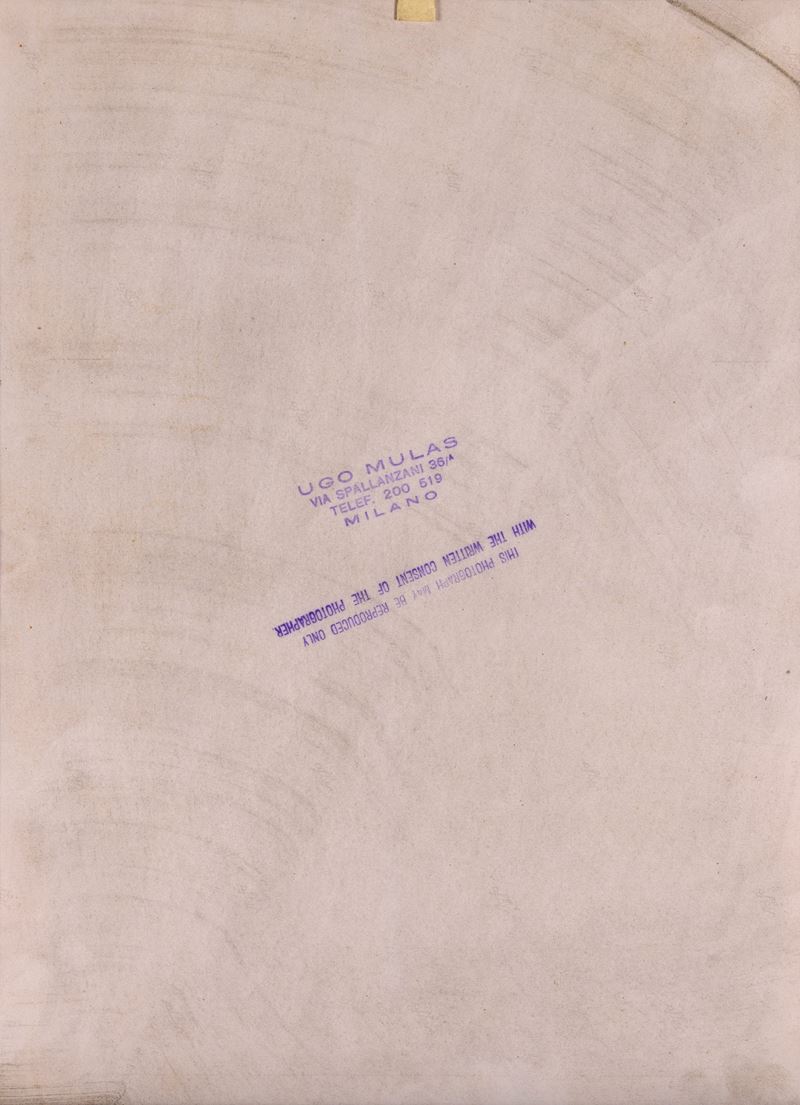 UGO MULAS
VIA SPALLANZANI 36/A
TELEF. 200 519
MILANO
THIS PHOTOGRAPH MAY BE REPRODUCED ONLY
WITH THE WRITTEN CONSENT OF THE PHOTOGRAPHER